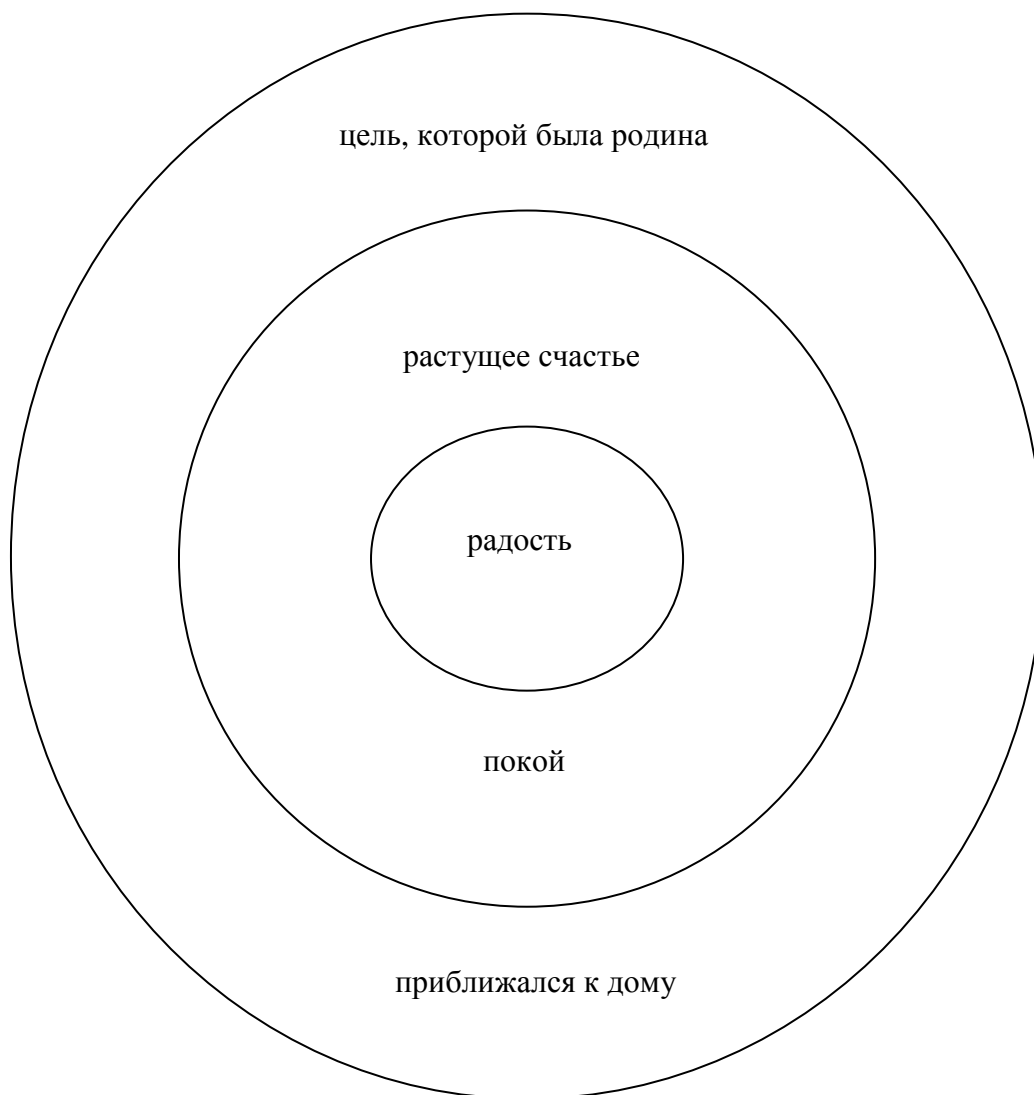 цель, которой была родина
растущее счастье
радость
покой
приближался к дому